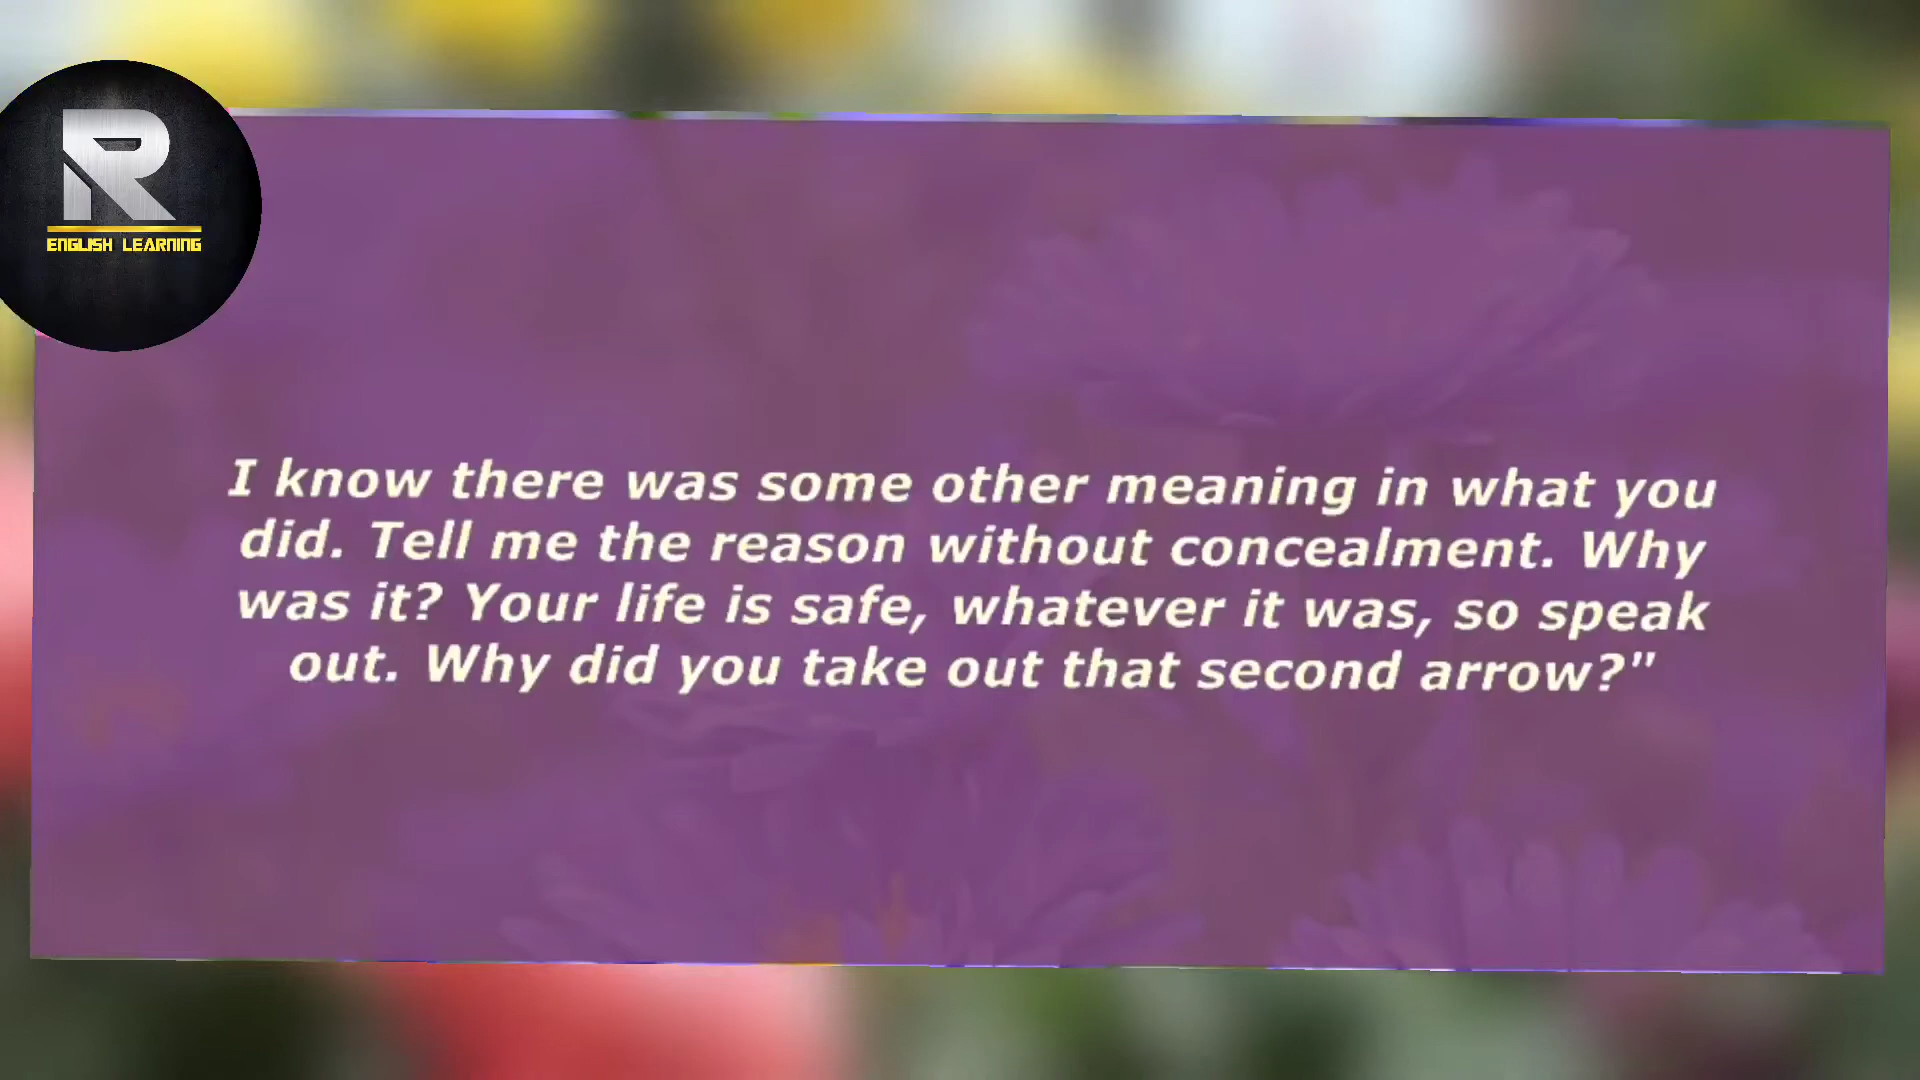 R
ENGLISH LEARNING
I know there was some other meaning in what you
did. Tell me the reason without concealment. Why
was it? Your life is safe, whatever it was, so speak
out. Why did you take out that second arrow?"